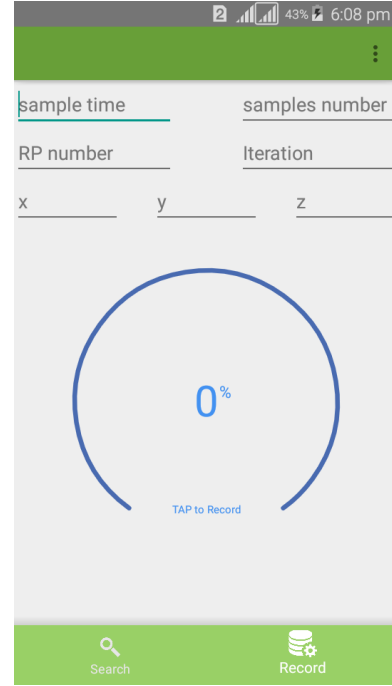 2 43% 6:08 pm
sample time samples number
RP number Iteration
x y z
0%
TAP to Record
Search Record